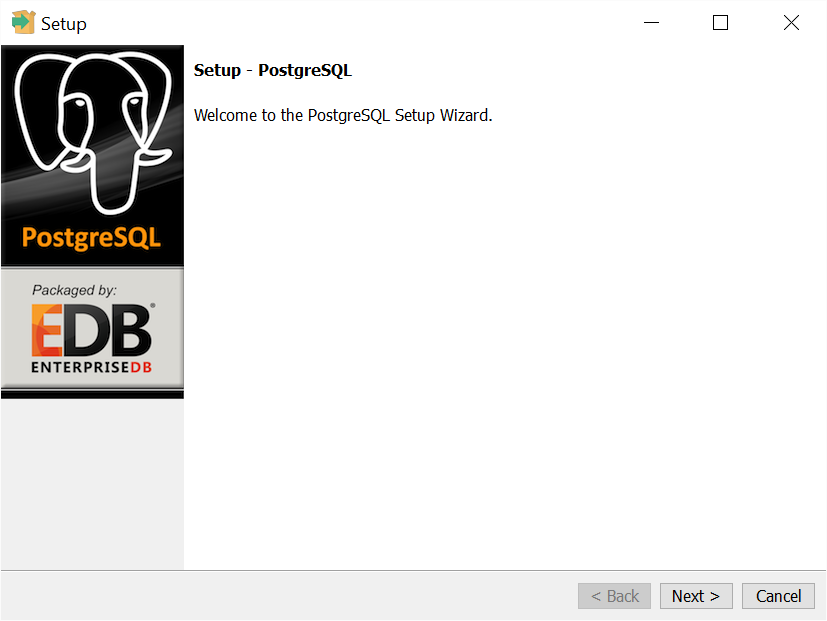 Setup
Setup - PostgreSQL
Welcome to the PostgreSQL Setup Wizard.
PostgreSQL
Packaged by:
EDB®
ENTERPRISEDB
< Back
Next >
Cancel